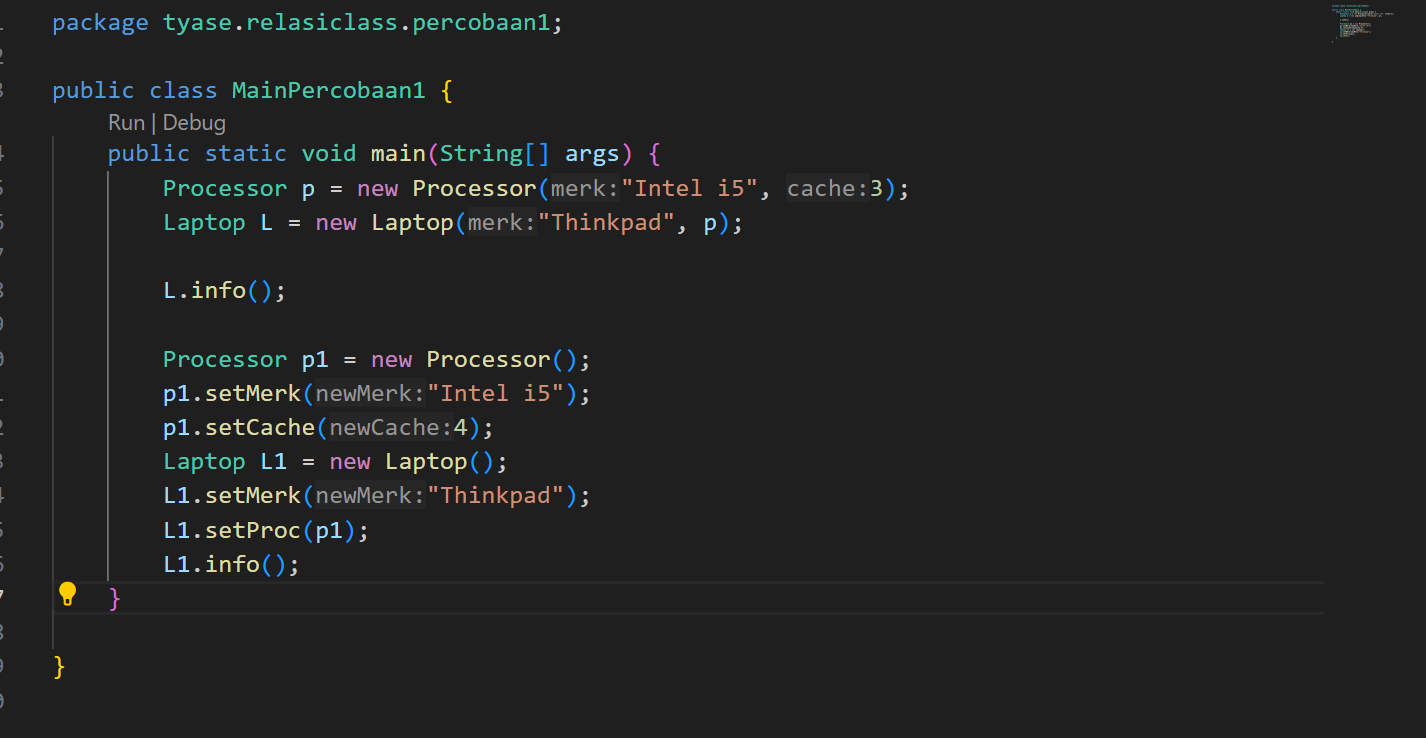 package tyase.relasiclass.percobaan1;
public class MainPercobaan1 {
Run | Debug
public static void main(String[] args) {
Processor p = new Processor(merk:"Intel i5", cache:3);
Laptop L = new Laptop(merk:"Thinkpad", p);
L.info();
Processor p1 = new Processor();
p1.setMerk(newMerk:"Intel i5");
p1.setCache(newCache:4);
Laptop L1 = new Laptop();
L1.setMerk(newMerk:"Thinkpad");
L1.setProc(p1);
L1.info();
}
}